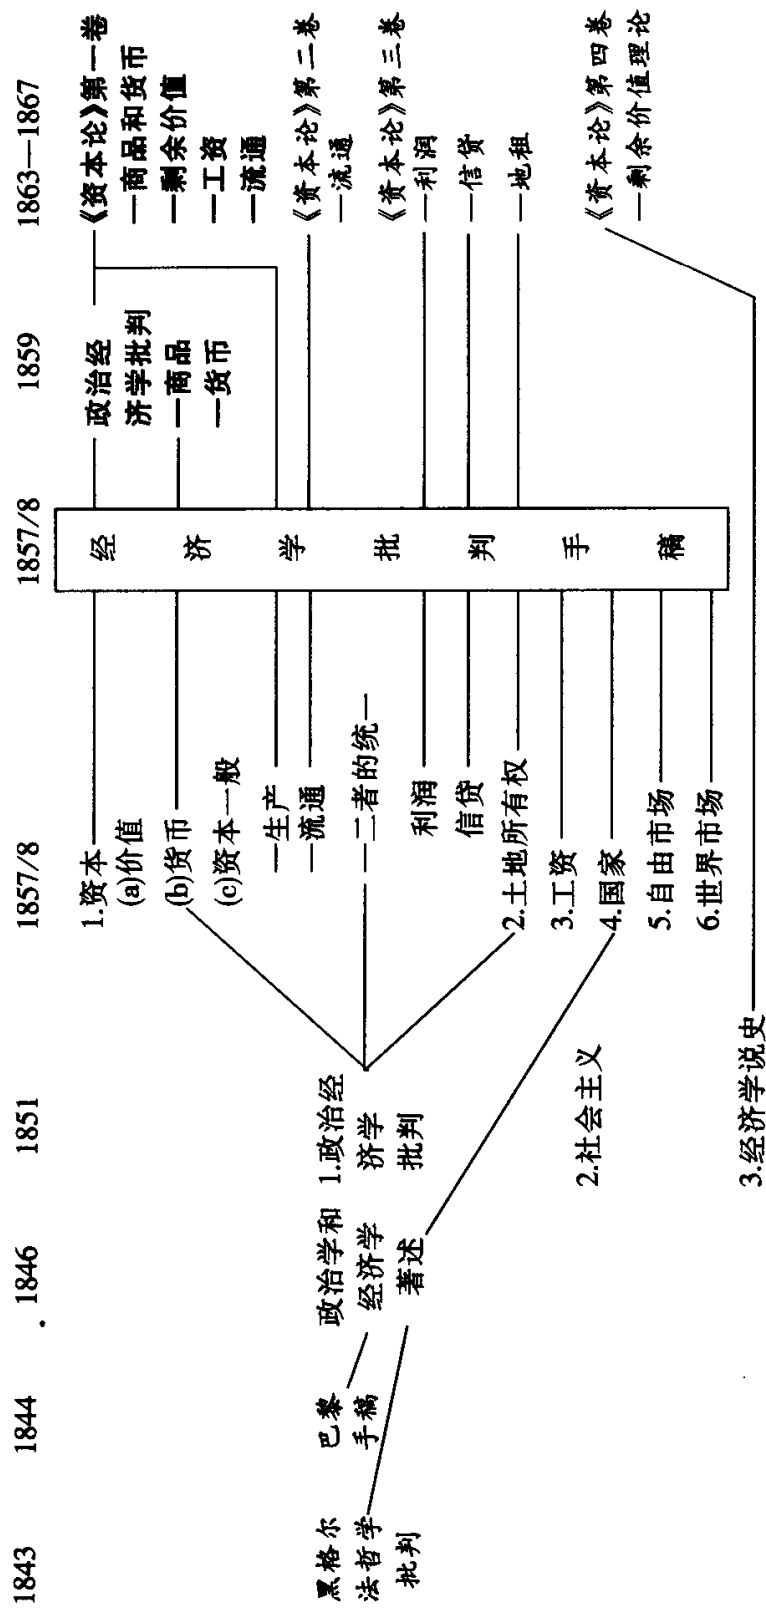 1843
1844
1846
1851
1857/8
1857/8
1859
1863—1867
黑格尔
法哲学
批判
巴黎
手稿
政治学和
经济学
著述
1.政治经
济学
批判
2.社会主义
3.经济学说史
1.资本
(a)价值
(b)货币
(c)资本一般
—生产
—流通
—二者的统一
利润
信贷
2.土地所有权
3.工资
4.国家
5.自由市场
6.世界市场
经济学批判手稿
政治经
济学批判
—商品
—货币
《资本论》第一卷
—商品和货币
—剩余价值
—工资
—流通
《资本论》第二卷
—流通
《资本论》第三卷
—利润
—信贷
—地租
《资本论》第四卷
—剩余价值理论